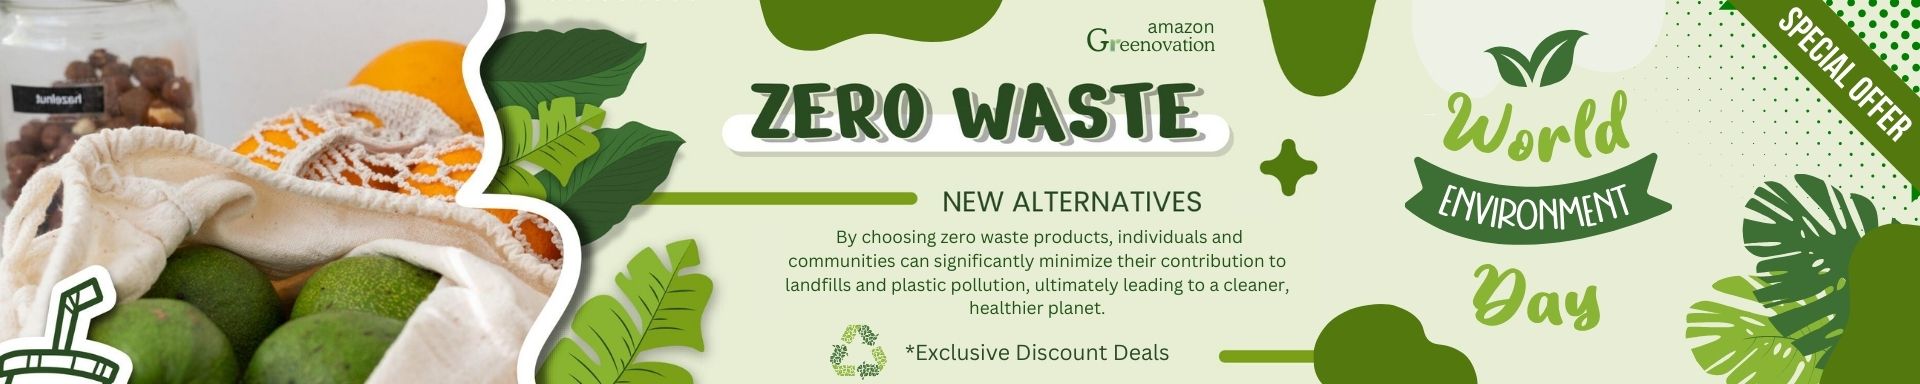 hazelnut
amazon
Greenovation
ZERO WASTE
NEW ALTERNATIVES
By choosing zero waste products, individuals and
communities can significantly minimize their contribution to
landfills and plastic pollution, ultimately leading to a cleaner,
healthier planet.
*Exclusive Discount Deals
World
ENVIRONMENT
Day
SPECIAL OFFER